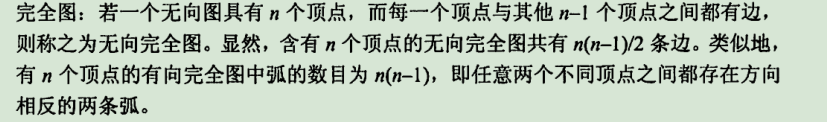 完全图：若一个无向图具有 n 个顶点，而每一个顶点与其他 n–1 个顶点之间都有边，
则称之为无向完全图。显然，含有 n 个顶点的无向完全图共有 n(n–1)/2 条边。类似地，
有 n 个顶点的有向完全图中弧的数目为 n(n–1)，即任意两个不同顶点之间都存在方向
相反的两条弧。